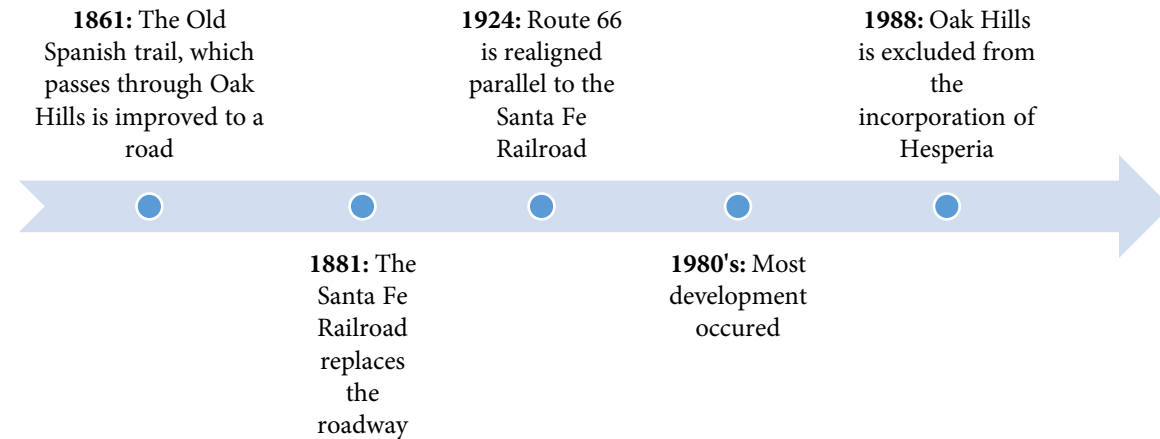 1861: The Old
Spanish trail, which
passes through Oak
Hills is improved to a
road
1881: The
Santa Fe
Railroad
replaces
the
roadway
1924: Route 66
is realigned
parallel to the
Santa Fe
Railroad
1980's: Most
development
occured
1988: Oak Hills
is excluded from
the
incorporation of
Hesperia